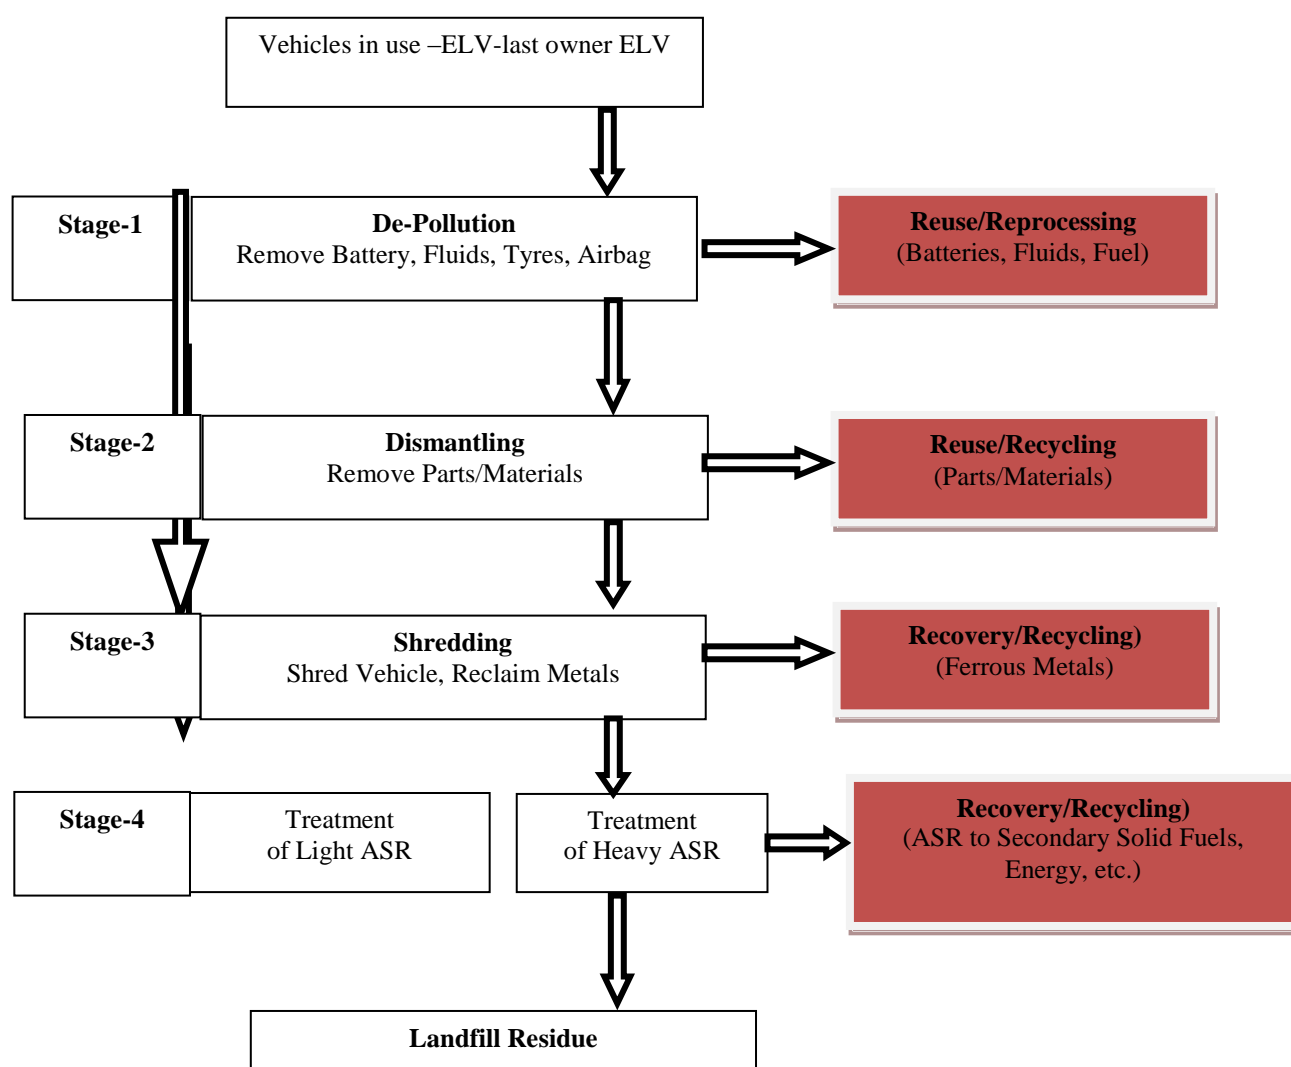 Vehicles in use –ELV-last owner ELV
Stage-1
De-Pollution
Remove Battery, Fluids, Tyres, Airbag
Reuse/Reprocessing
(Batteries, Fluids, Fuel)
Stage-2
Dismantling
Remove Parts/Materials
Reuse/Recycling
(Parts/Materials)
Stage-3
Shredding
Shred Vehicle, Reclaim Metals
Recovery/Recycling)
(Ferrous Metals)
Stage-4
Treatment
of Light ASR
Treatment
of Heavy ASR
Recovery/Recycling)
(ASR to Secondary Solid Fuels,
Energy, etc.)
Landfill Residue